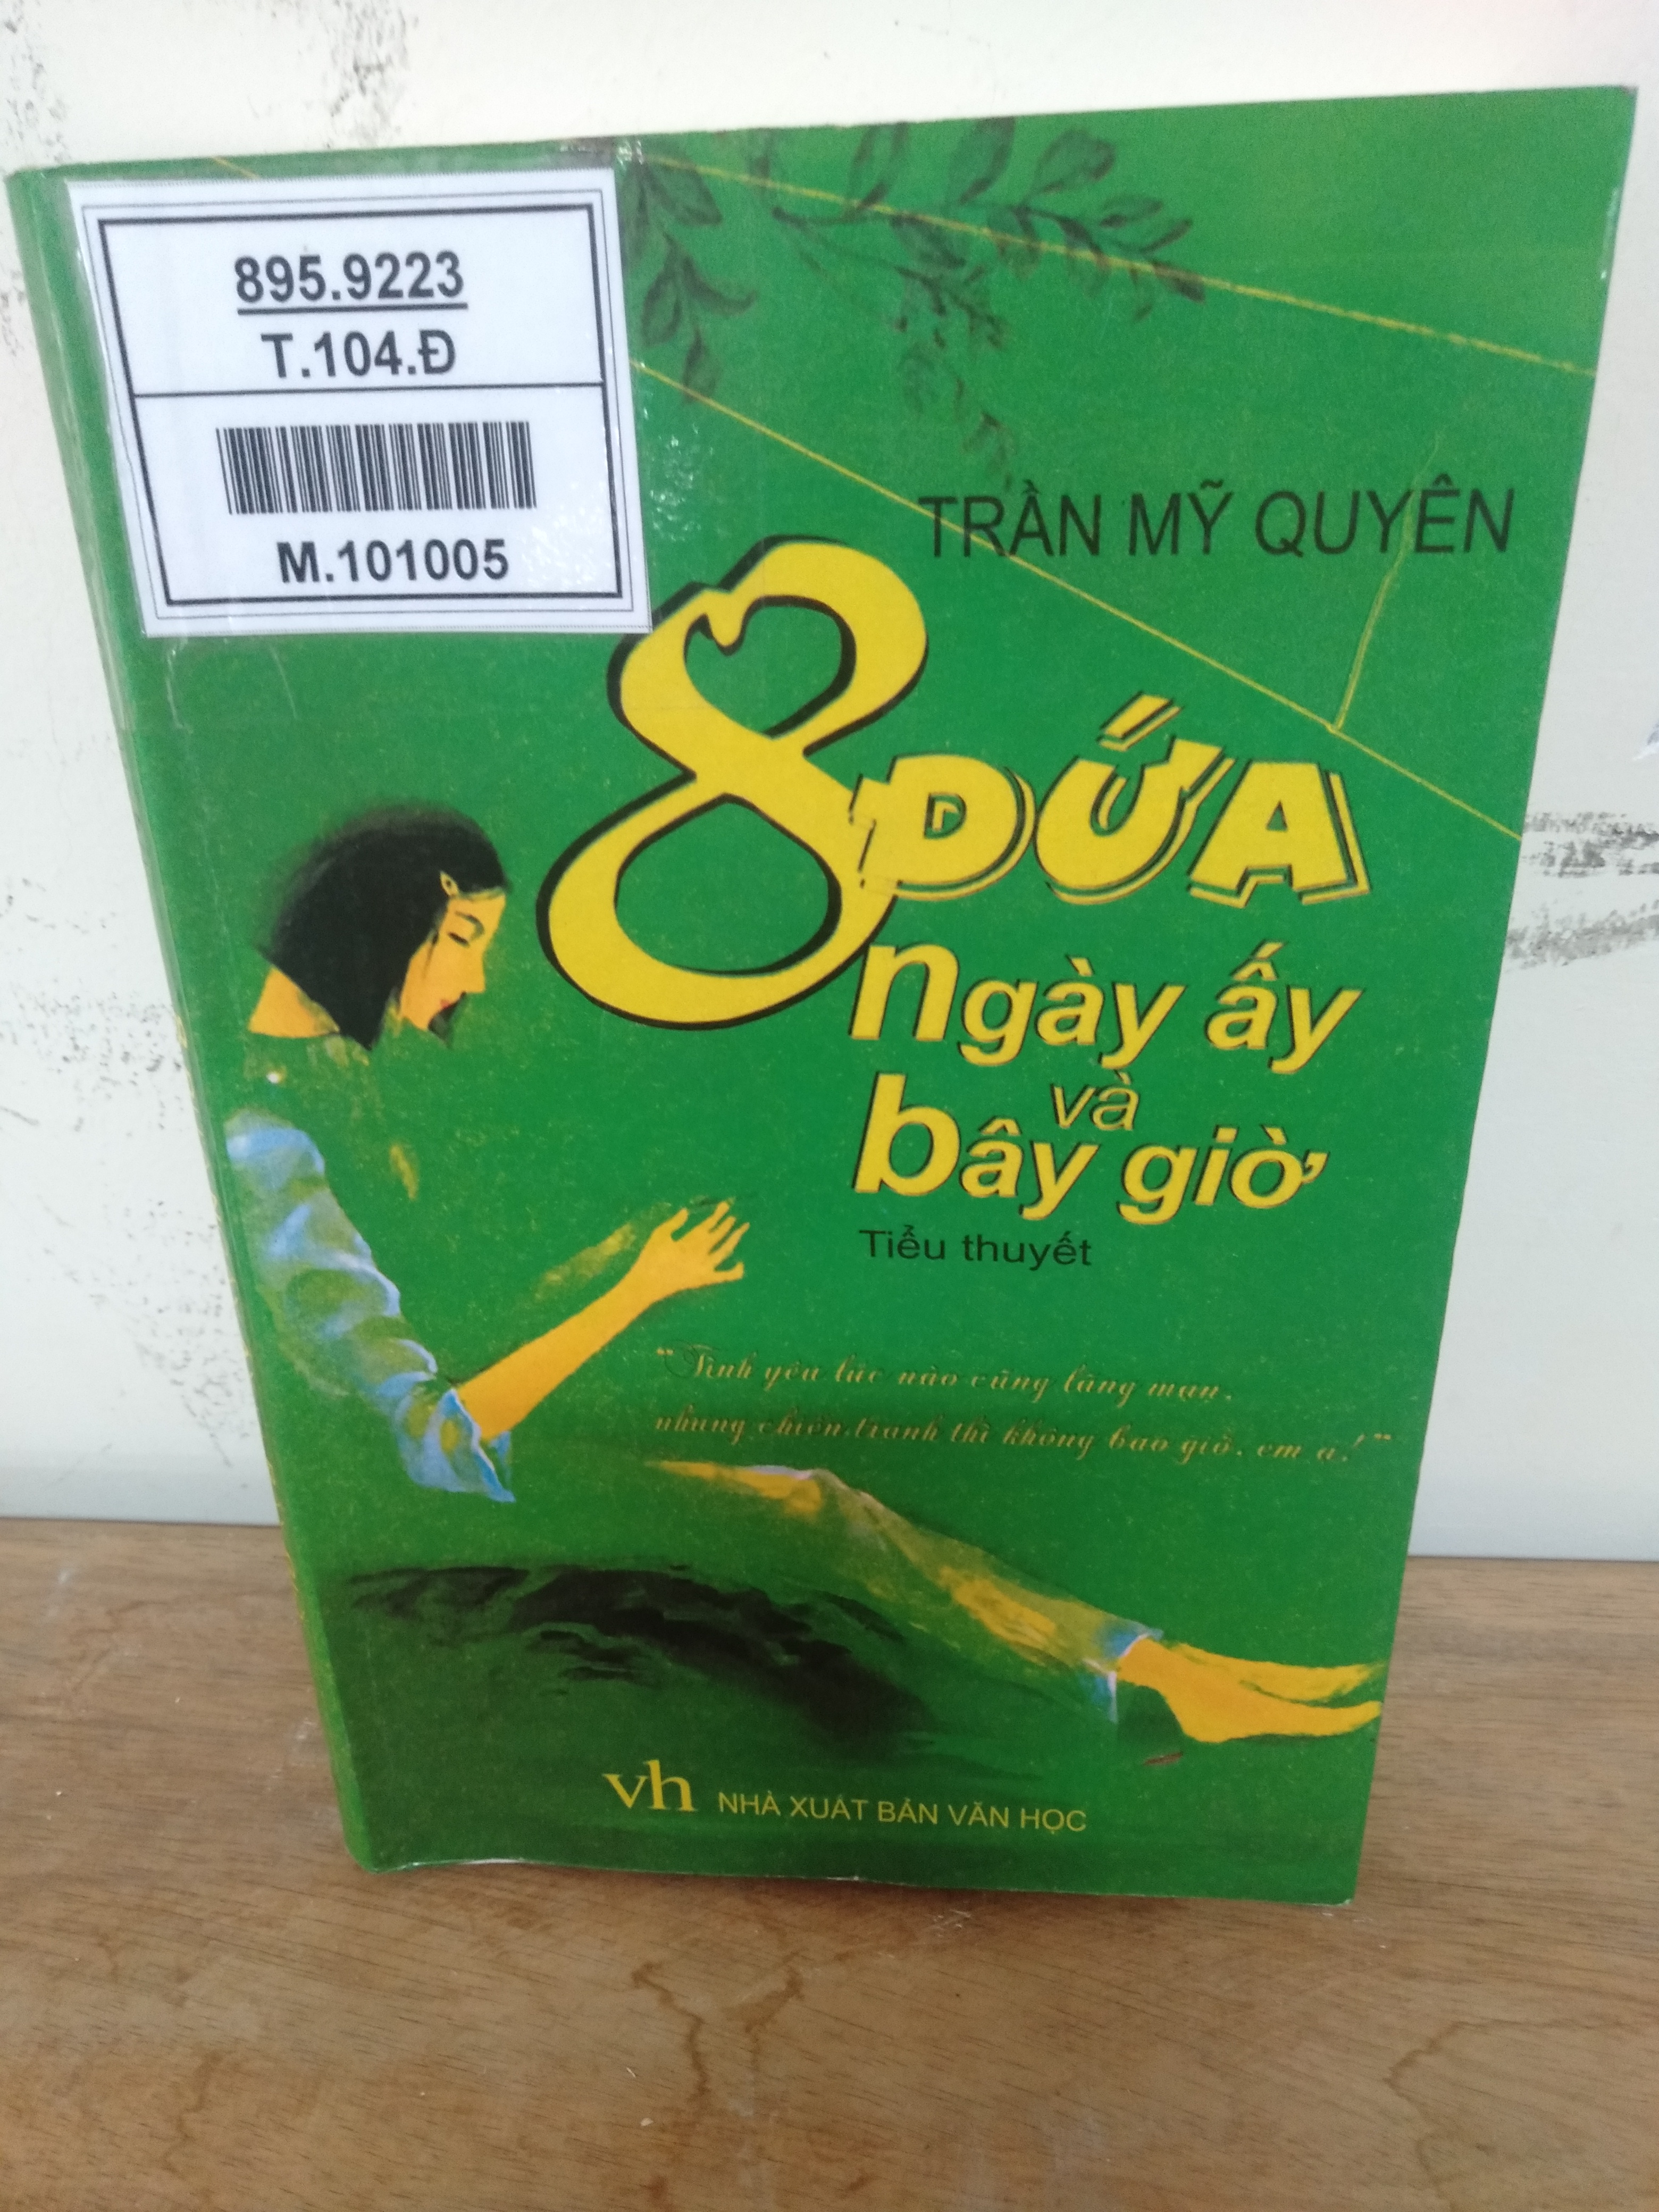 895.9223
T.104.Đ
M.101005
TRẦN MỸ QUYÊN
8 ĐỨA
ngày ấy
và
bây giờ
Tiểu thuyết
"Tình yêu lúc nào cũng lãng mạn,
nhưng chiến tranh thì không bao giờ, em ạ!"
vh NHÀ XUẤT BẢN VĂN HỌC